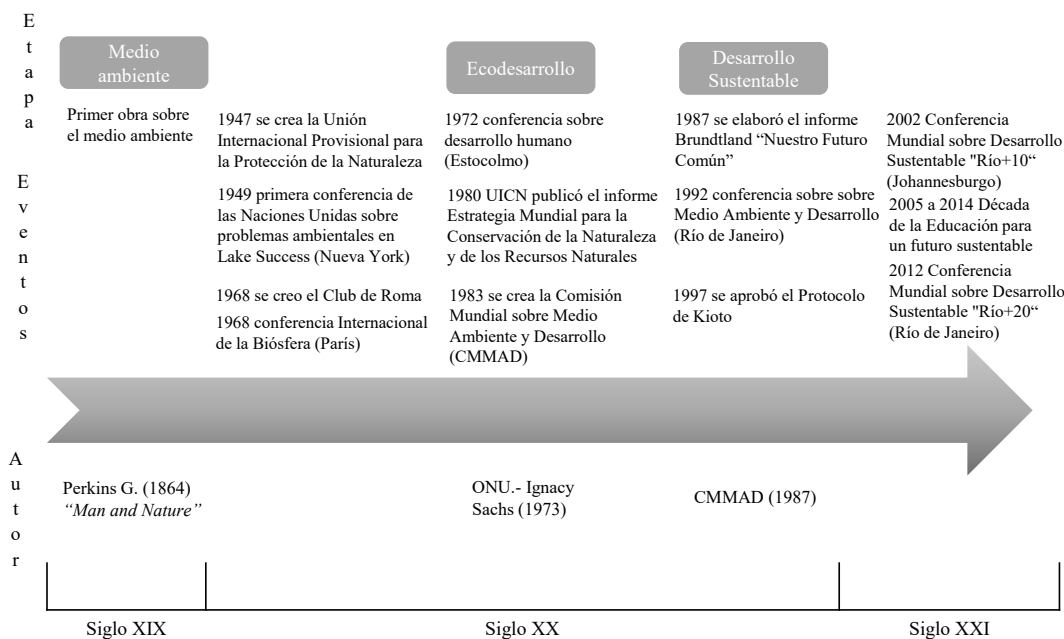 Etapa
Medio
ambiente
Ecodesarrollo
Desarrollo
Sustentable
Eventos
Primer obra sobre
el medio ambiente
1947 se crea la Unión
Internacional Provisional para
la Protección de la Naturaleza
1949 primera conferencia de
las Naciones Unidas sobre
problemas ambientales en
Lake Success (Nueva York)
1968 se creo el Club de Roma
1968 conferencia Internacional
de la Biósfera (París)
1972 conferencia sobre
desarrollo humano
(Estocolmo)
1980 UICN publicó el informe
Estrategia Mundial para la
Conservación de la Naturaleza
y de los Recursos Naturales
1983 se crea la Comisión
Mundial sobre Medio
Ambiente y Desarrollo
(CMMAD)
1987 se elaboró el informe
Brundtland “Nuestro Futuro
Común”
1992 conferencia sobre sobre
Medio Ambiente y Desarrollo
(Río de Janeiro)
1997 se aprobó el Protocolo
de Kioto
2002 Conferencia
Mundial sobre Desarrollo
Sustentable "Río+10“
(Johannesburgo)
2005 a 2014 Década
de la Educación para
un futuro sustentable
2012 Conferencia
Mundial sobre Desarrollo
Sustentable "Río+20“
(Río de Janeiro)
Autor
Perkins G. (1864)
“Man and Nature”
ONU.- Ignacy
Sachs (1973)
CMMAD (1987)
Siglo XIX
Siglo XX
Siglo XXI